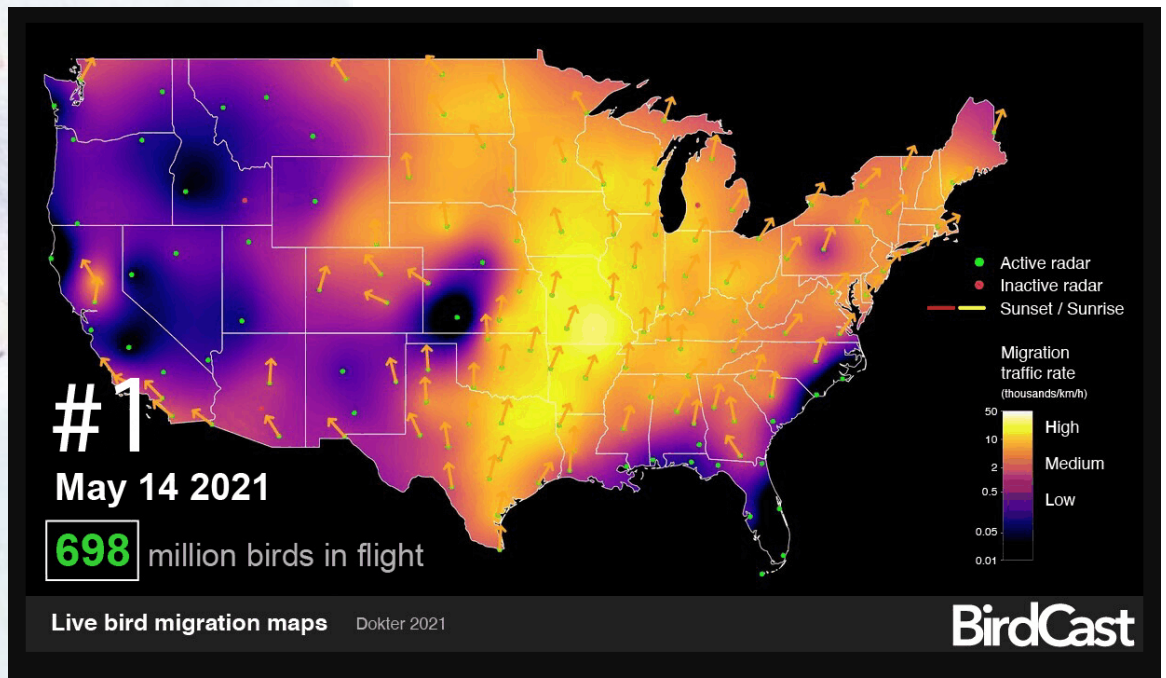 Active radar
Inactive radar
Sunset / Sunrise
Migration
traffic rate
(thousands/km/h)
50
10
2
0.5
0.05
0.01
High
Medium
Low
#1
May 14 2021
698 million birds in flight
Live bird migration maps Dokter 2021
BirdCast